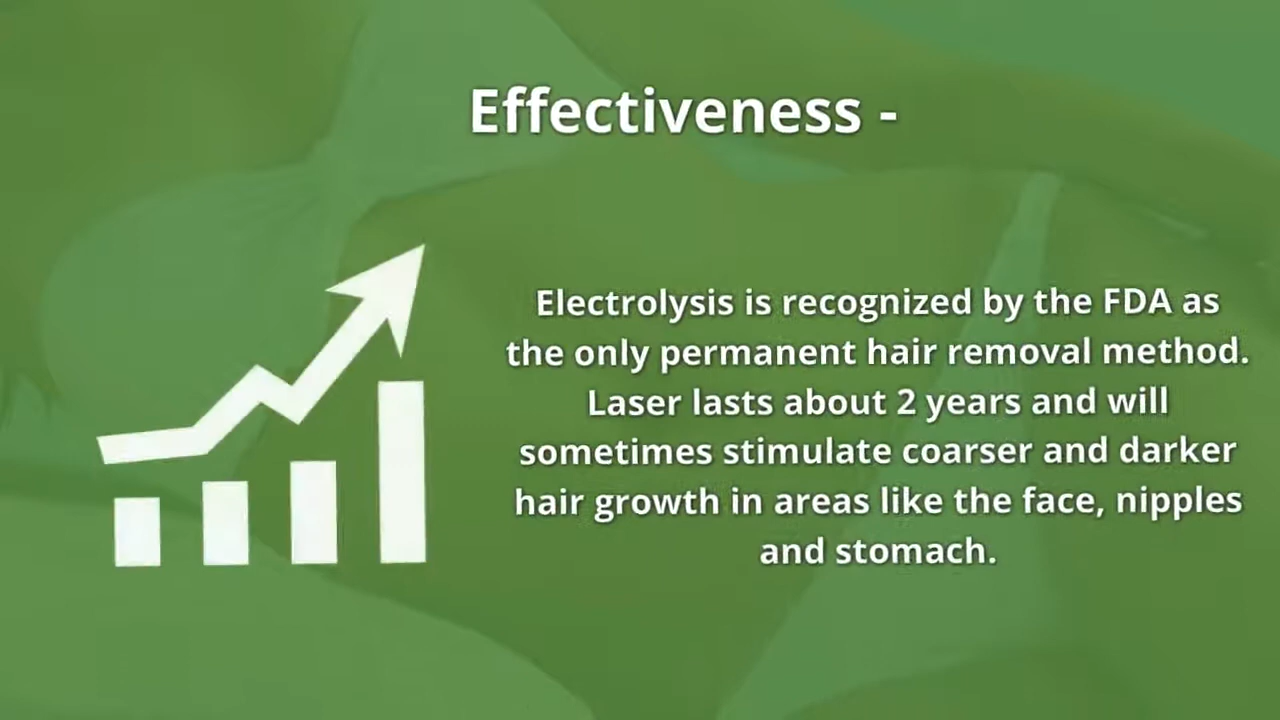 Effectiveness -
Electrolysis is recognized by the FDA as
the only permanent hair removal method.
Laser lasts about 2 years and will
sometimes stimulate coarser and darker
hair growth in areas like the face, nipples
and stomach.